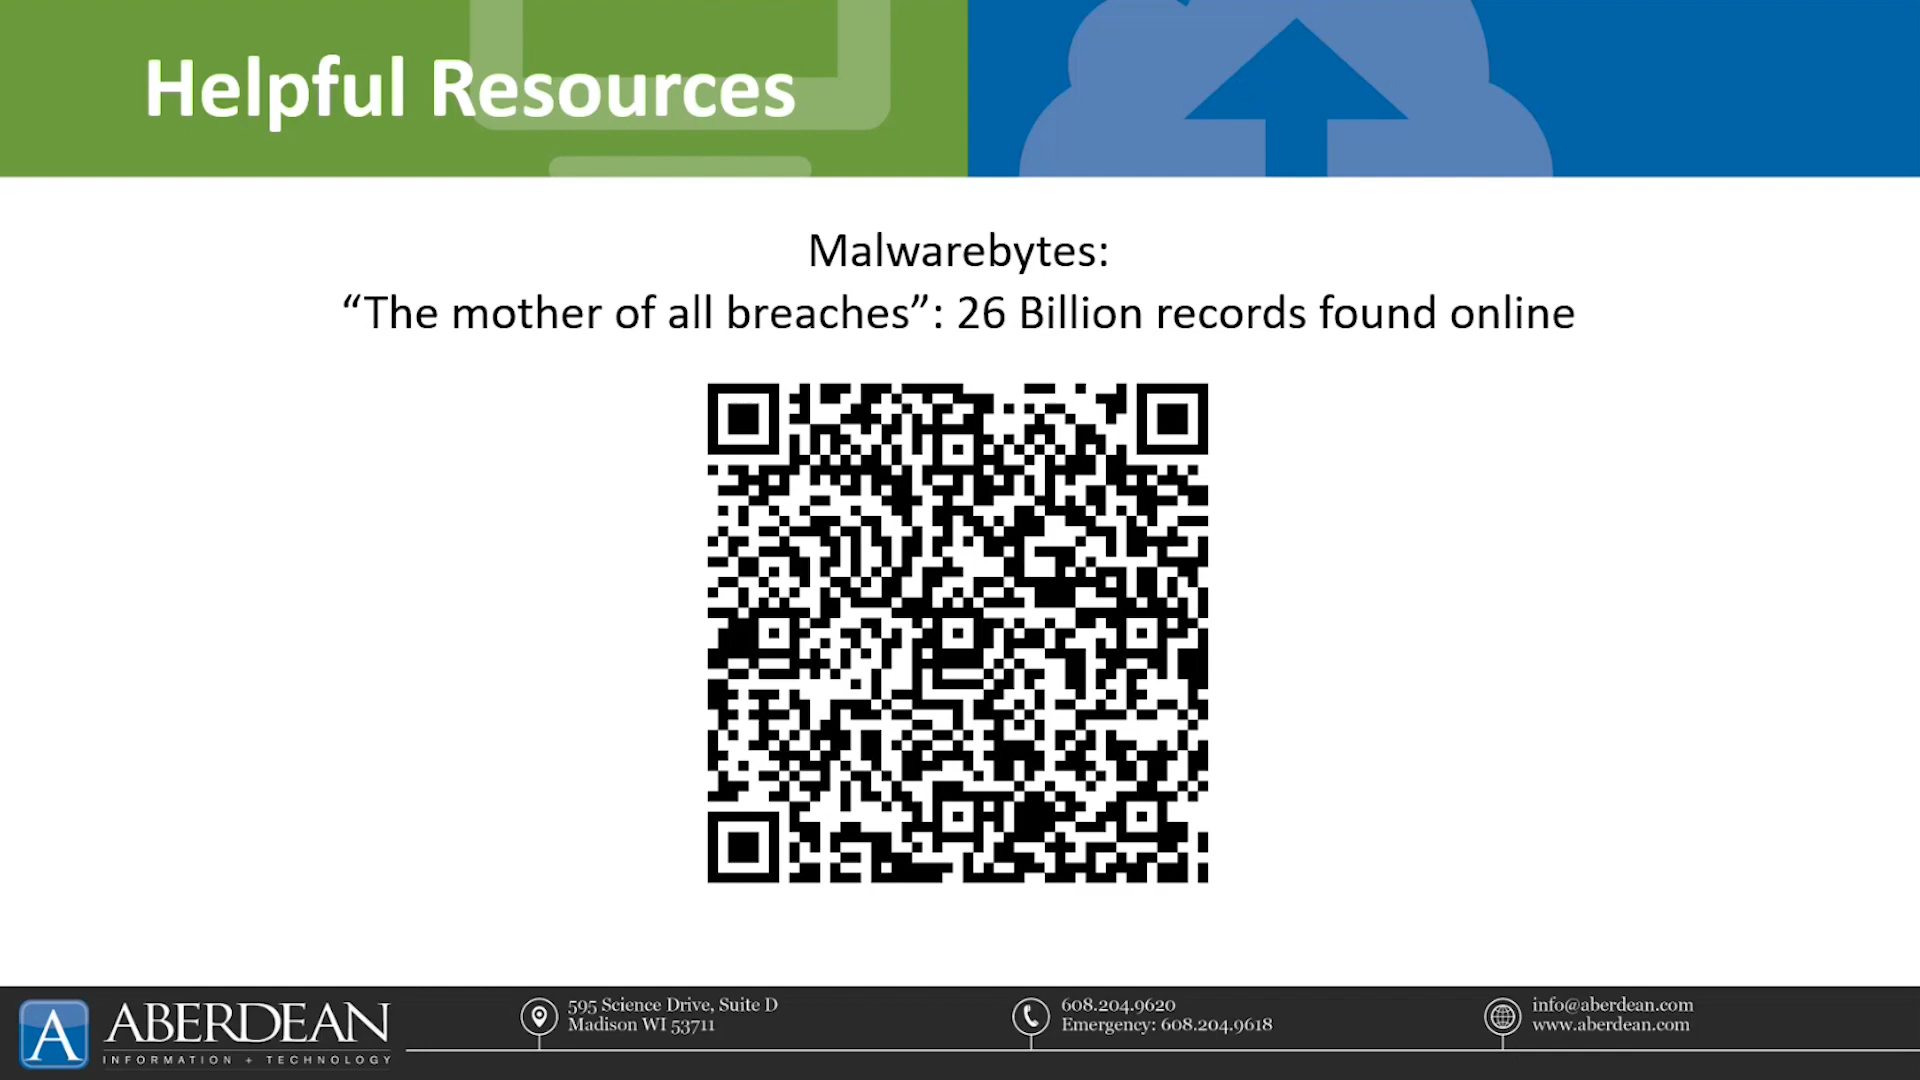 Helpful Resources
Malwarebytes:
“The mother of all breaches”: 26 Billion records found online
A ABERDEAN
INFORMATION + TECHNOLOGY
595 Science Drive, Suite D
Madison WI 53711
608.204.9620
Emergency: 608.204.9618
info@aberdean.com
www.aberdean.com